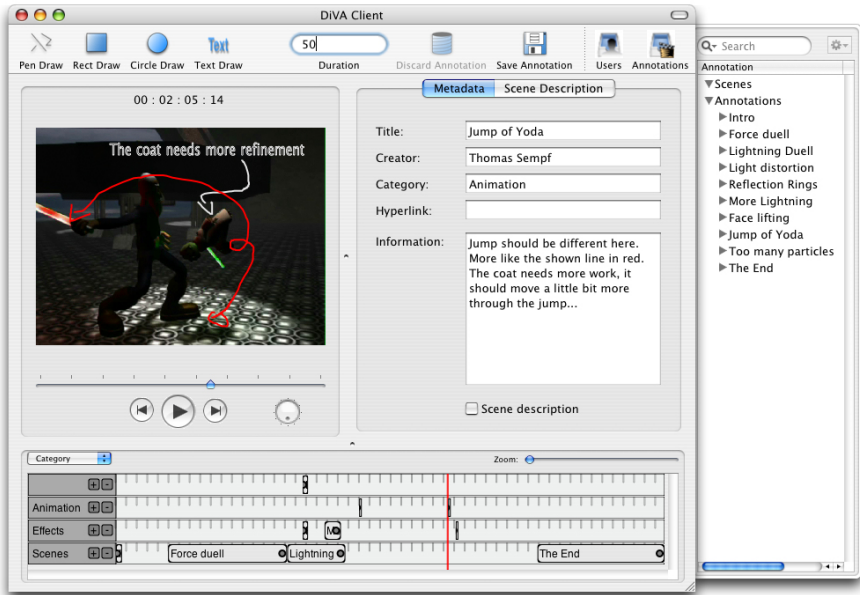 DiVA Client
Text
50
Pen Draw Rect Draw Circle Draw Text Draw Duration Discard Annotation Save Annotation Users Annotations
00 : 02 : 05 : 14
The coat needs more refinement
Metadata Scene Description
Title: Jump of Yoda
Creator: Thomas Sempf
Category: Animation
Hyperlink:
Information: Jump should be different here.
More like the shown line in red.
The coat needs more work, it
should move a little bit more
through the jump...
Scene description
Category
Zoom:
Animation
Effects
Scenes Force duell Lightning The End
Search
Annotation
Scenes
Annotations
Intro
Force duell
Lightning Duell
Light distortion
Reflection Rings
More Lightning
Face lifting
Jump of Yoda
Too many particles
The End